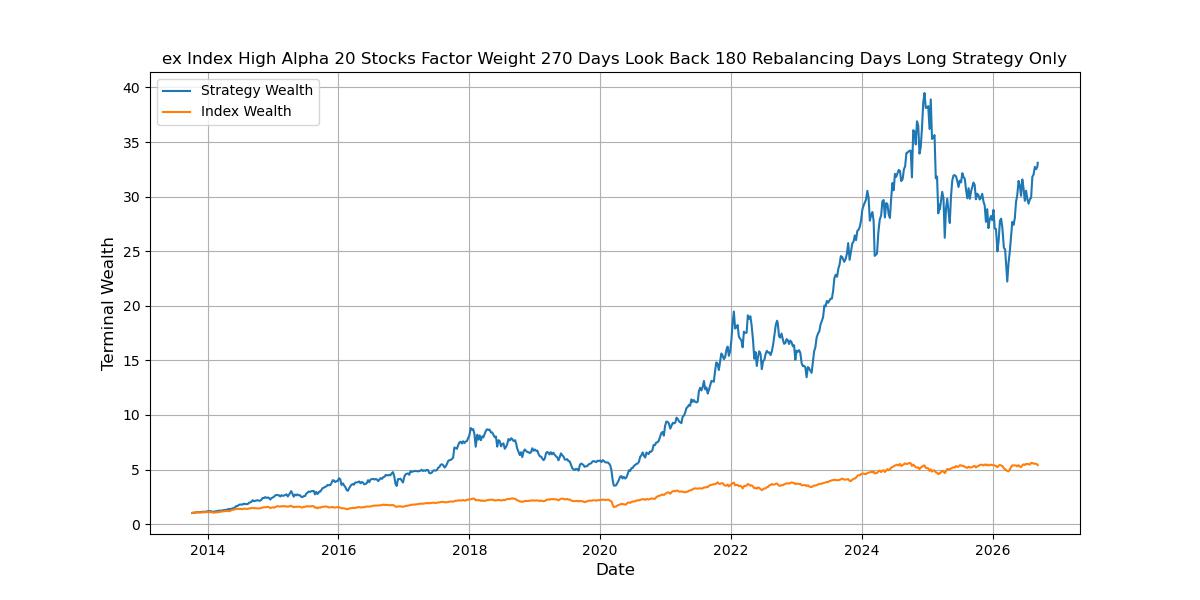 ex Index High Alpha 20 Stocks Factor Weight 270 Days Look Back 180 Rebalancing Days Long Strategy Only
Strategy Wealth
Index Wealth
Terminal Wealth
40
35
30
25
20
15
10
5
0
2014 2016 2018 2020 2022 2024 2026
Date